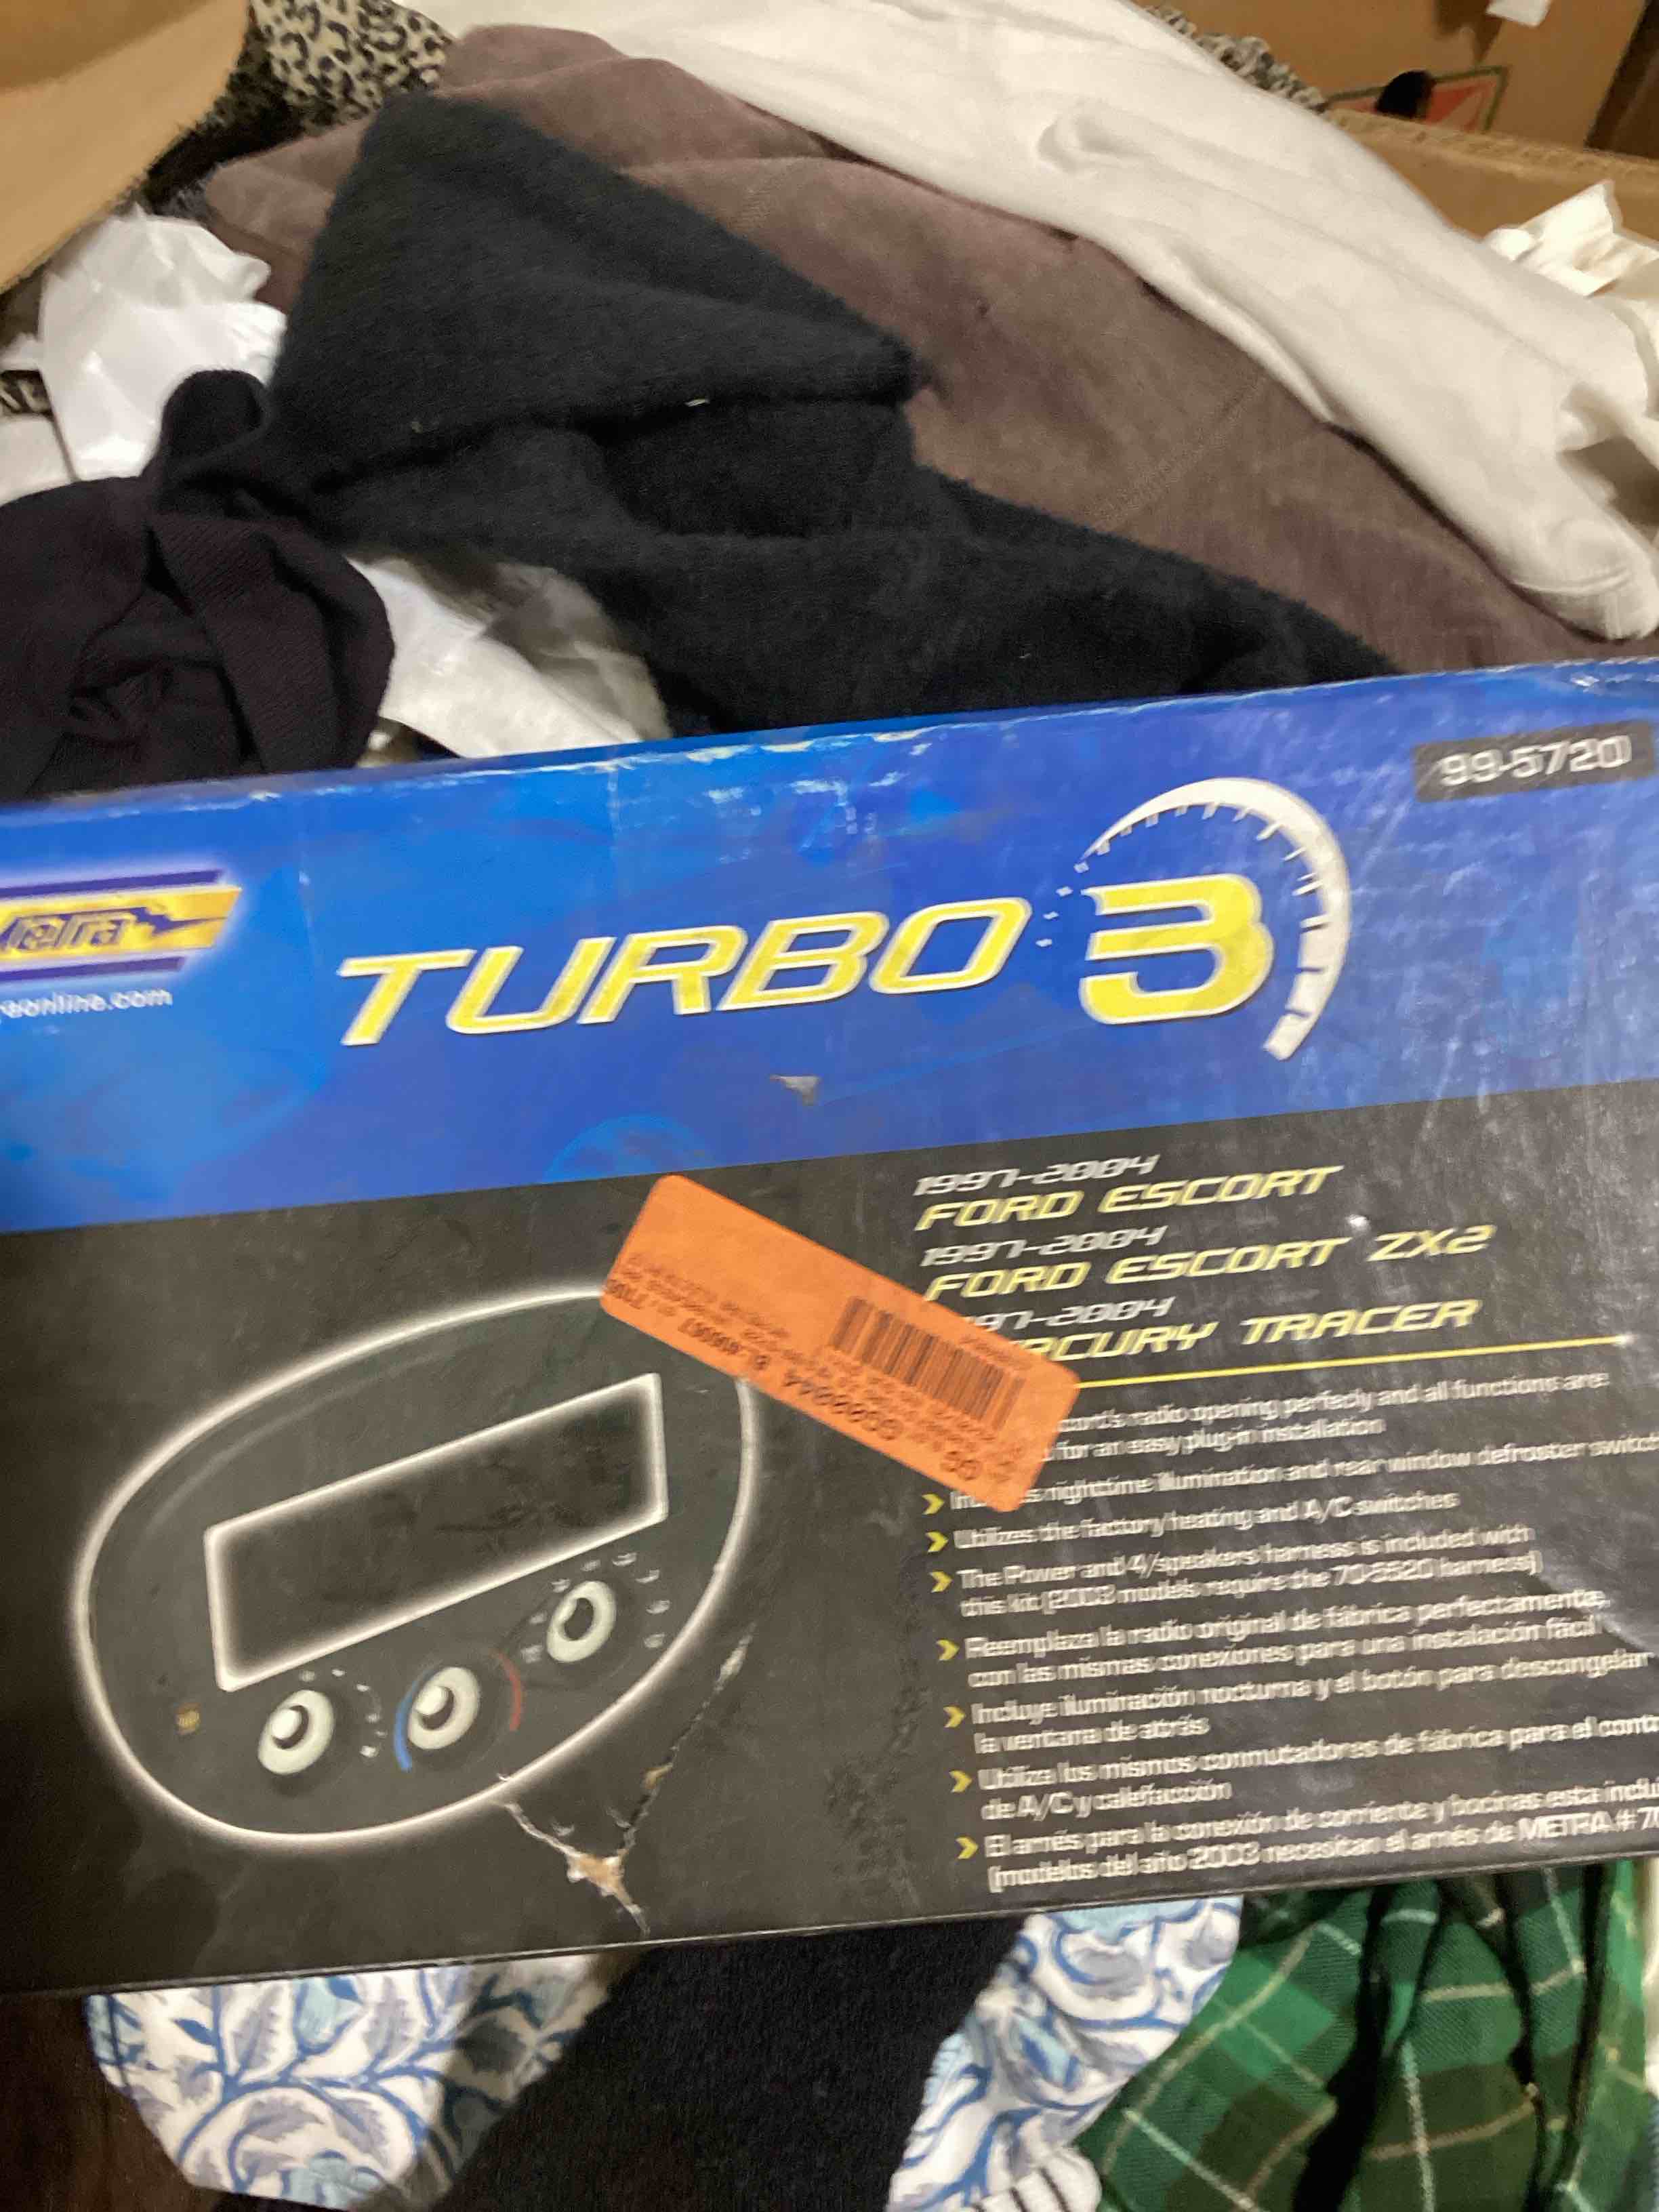 99-5720
etra
eonline.com
TURBO 3
1997-2004
FORD ESCORT
1997-2004
FORD ESCORT ZX2
97-2004
RCURY TRACER
cort's radio opening perfectly and all functions are
for an easy plug-in installation
nighttime illumination and rear window defroster switch
Utilizes the factory heating and A/C switches
The Power and 4/speakers harness is included with
this kit (2003 models require the 70-5520 harness)
Reemplaza la radio original de fábrica perfectamente,
con las mismas conexiones para una instalación fácil
Incluye iluminación nocturna y el botón para descongelar
la ventana de atrás
Utiliza los mismos conmutadores de fábrica para el cont
de A/C y calefacción
El arnés para la conexión de corriente y bocinas esta inclu
(modelos del año 2003 necesitan el arnés de METRA # 70